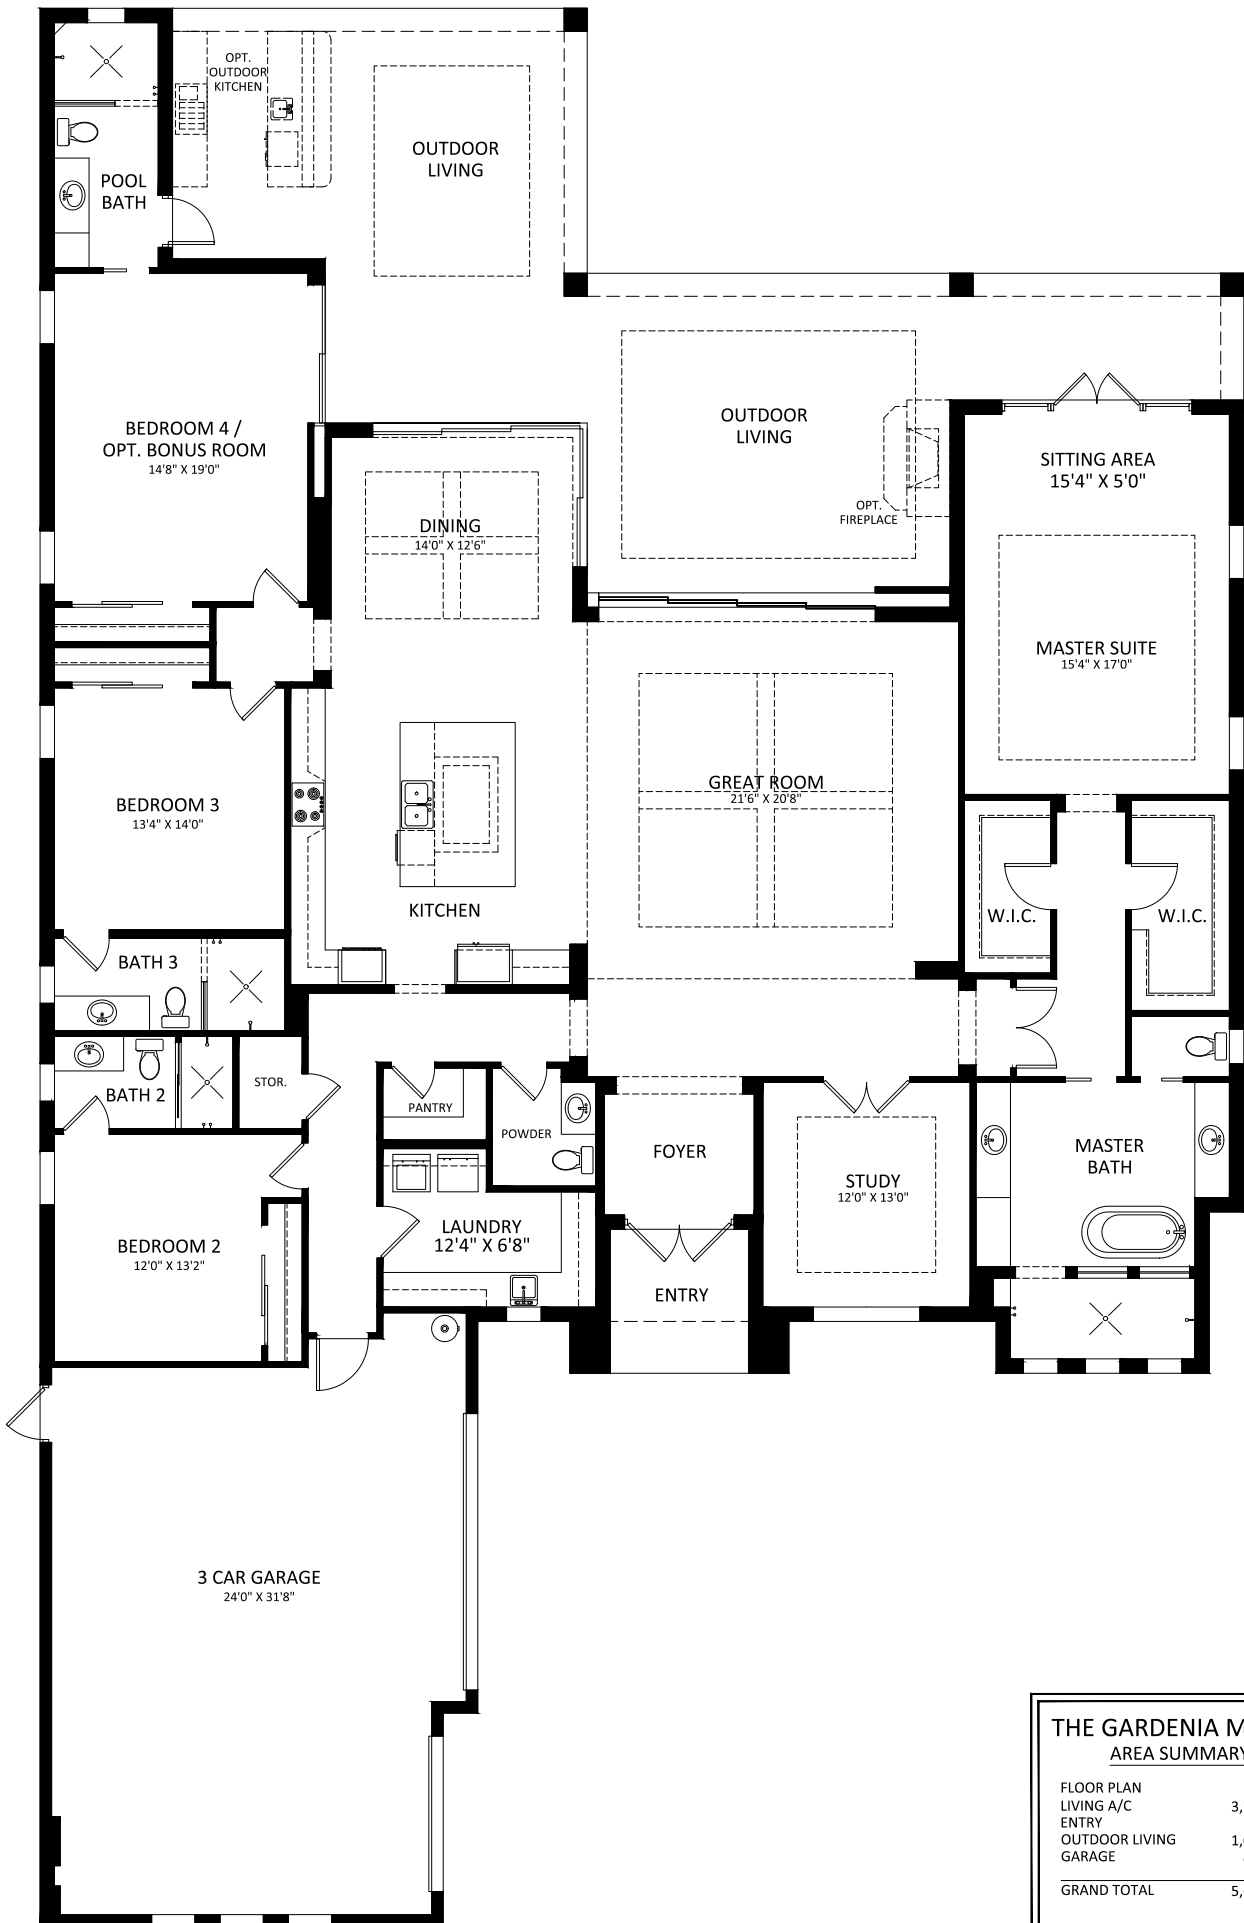 OPT.
OUTDOOR
KITCHEN
OUTDOOR
LIVING
POOL
BATH
BEDROOM 4 /
OPT. BONUS ROOM
14'8" X 19'0"
OUTDOOR
LIVING
OPT.
FIREPLACE
SITTING AREA
15'4" X 5'0"
DINING
14'0" X 12'6"
MASTER SUITE
15'4" X 17'0"
BEDROOM 3
13'4" X 14'0"
GREAT ROOM
21'6" X 20'8"
KITCHEN
W.I.C.
W.I.C.
BATH 3
STOR.
BATH 2
PANTRY
POWDER
FOYER
STUDY
12'0" X 13'0"
MASTER
BATH
BEDROOM 2
12'0" X 13'2"
LAUNDRY
12'4" X 6'8"
ENTRY
3 CAR GARAGE
24'0" X 31'8"
THE GARDENIA
AREA SUMMARY
FLOOR PLAN
LIVING A/C 3,
ENTRY
OUTDOOR LIVING 1,
GARAGE
GRAND TOTAL 5,